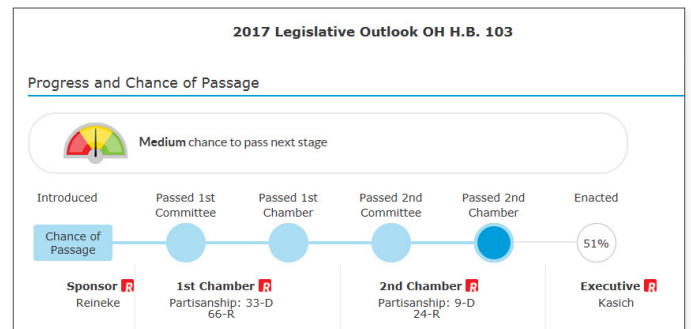 2017 Legislative Outlook OH H.B. 103
Progress and Chance of Passage
Medium chance to pass next stage
Introduced
Passed 1st Committee
Passed 1st Chamber
Passed 2nd Committee
Passed 2nd Chamber
Enacted
Chance of Passage
51%
Sponsor R
Reineke
1st Chamber R
Partisanship: 33-D
66-R
2nd Chamber R
Partisanship: 9-D
24-R
Executive R
Kasich